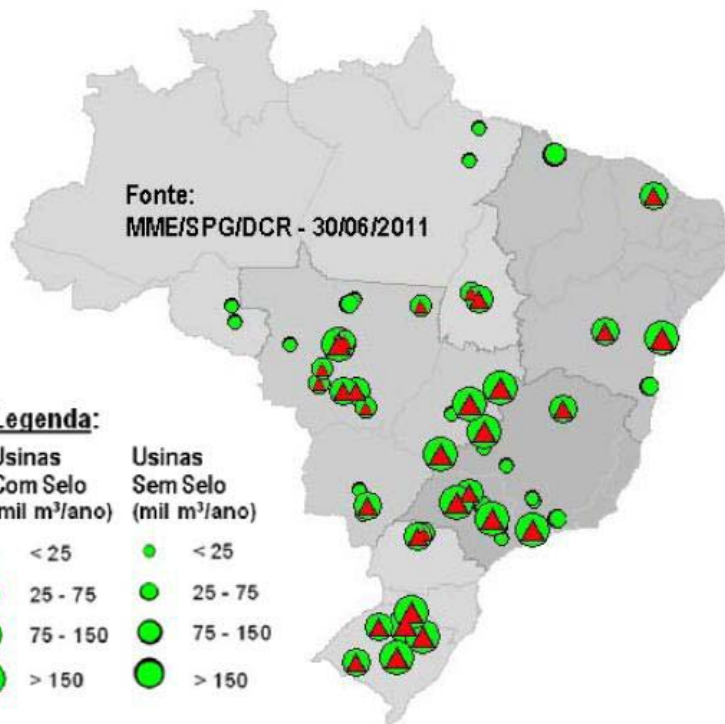 Fonte:
MME/SPG/DCR - 30/06/2011
Legenda:
Usinas
Com Selo
(mil m³/ano)
< 25
25 - 75
75 - 150
> 150
Usinas
Sem Selo
(mil m³/ano)
< 25
25 - 75
75 - 150
> 150